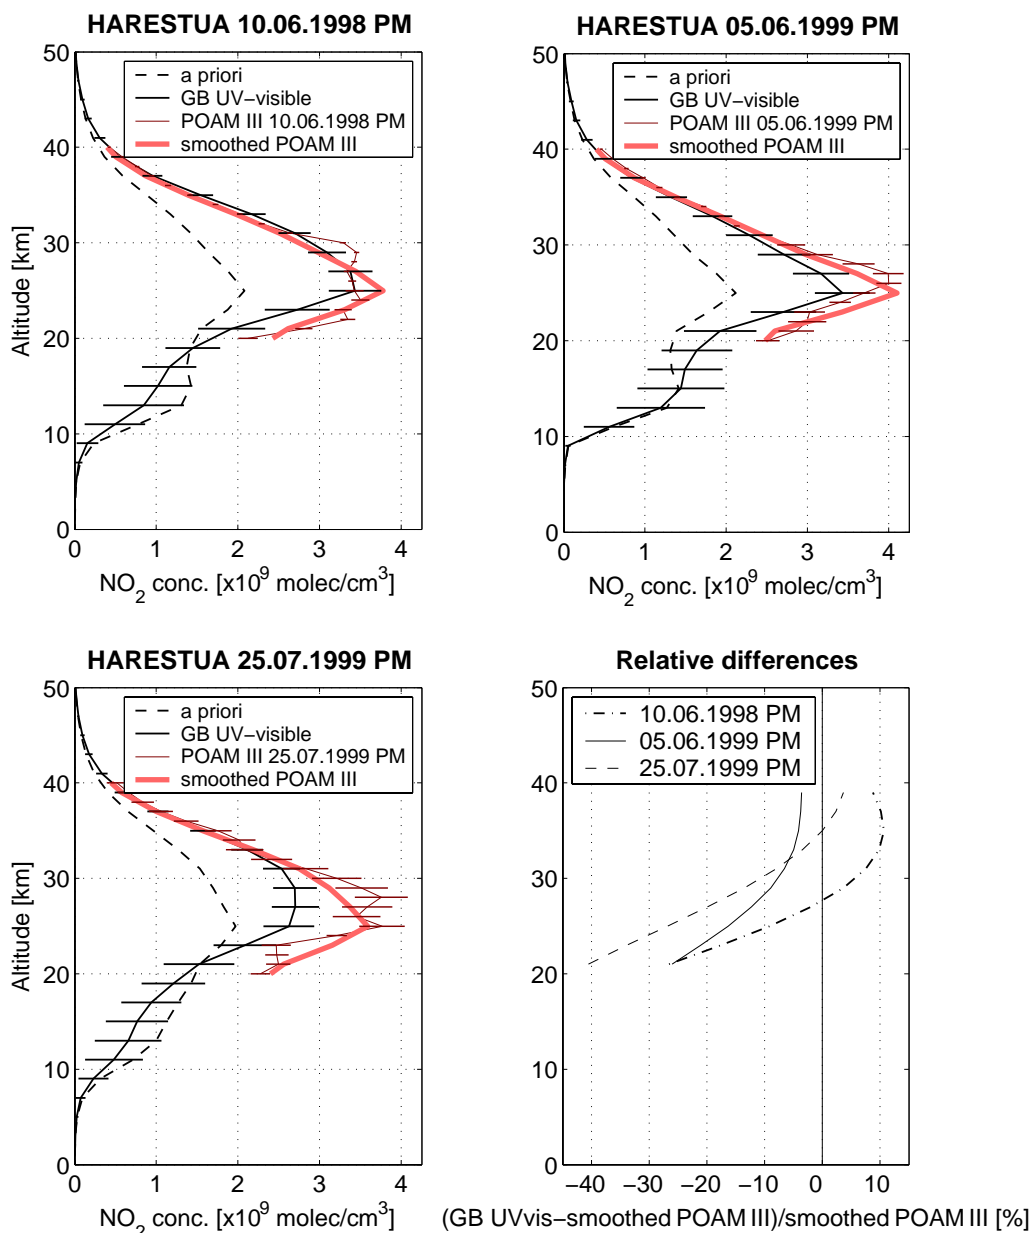 HARESTUA 10.06.1998 PM
50
40
30
20
10
0
Altitude [km]
a priori
GB UV−visible
POAM III 10.06.1998 PM
smoothed POAM III
0 1 2 3 4
NO2 conc. [x10^9 molec/cm^3]
HARESTUA 05.06.1999 PM
50
40
30
20
10
0
a priori
GB UV−visible
POAM III 05.06.1999 PM
smoothed POAM III
0 1 2 3 4
NO2 conc. [x10^9 molec/cm^3]
HARESTUA 25.07.1999 PM
50
40
30
20
10
0
Altitude [km]
a priori
GB UV−visible
POAM III 25.07.1999 PM
smoothed POAM III
0 1 2 3 4
NO2 conc. [x10^9 molec/cm^3]
Relative differences
50
40
30
20
10
0
10.06.1998 PM
05.06.1999 PM
25.07.1999 PM
−40 −30 −20 −10 0 10
(GB UVvis−smoothed POAM III)/smoothed POAM III [%]